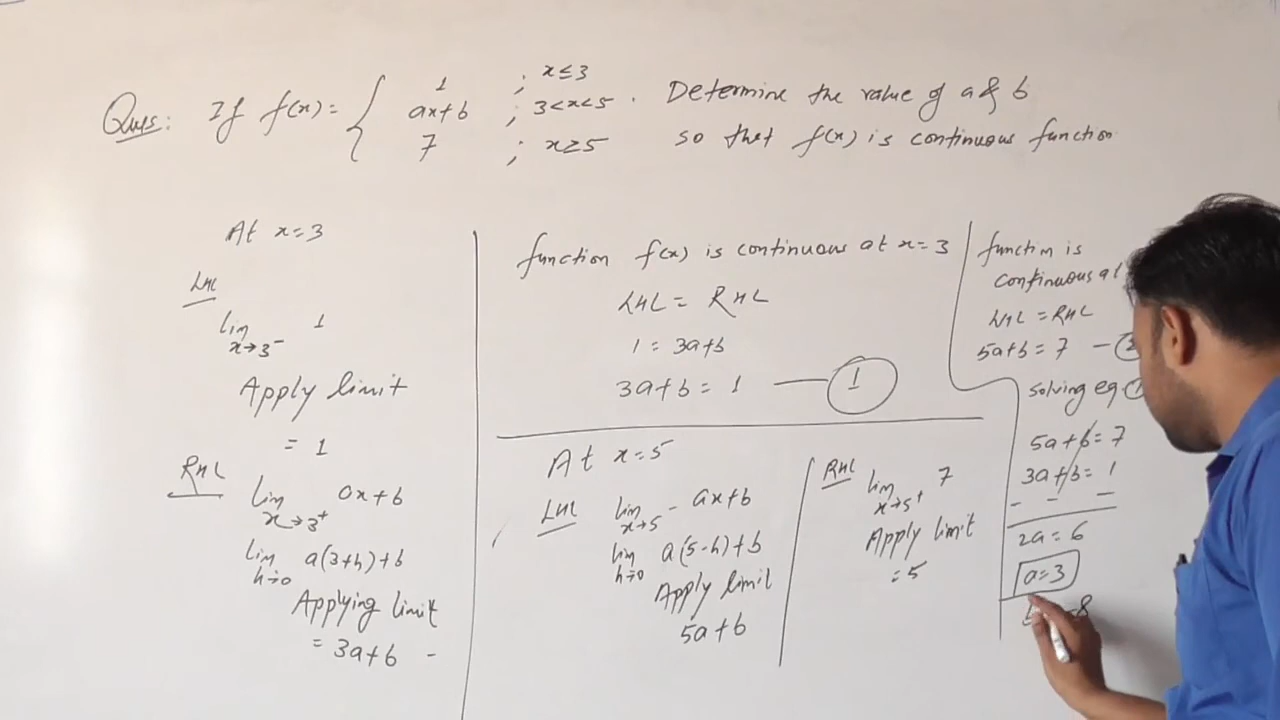 Ques: If f(x) = { 1 ; x≤3
ax+b ; 3<x<5 .
7 ; x≥5
Determine the value of a & b
so that f(x) is continuous function
At x=3
LHL
lim x→3⁻ 1
Apply limit
= 1
RHL
lim x→3⁺ ax+b
lim h→0 a(3+h)+b
Applying limit
= 3a+b -
function f(x) is continuous at x=3
LHL = RHL
1 = 3a+b
3a+b = 1 — 1
At x=5
LHL lim x→5⁻ ax+b
lim h→0 a(5-h)+b
Apply limit
5a+b
RHL lim x→5⁺ 7
Apply limit
= 5
function is
continuous at
LHL = RHL
5a+b = 7 — 2
solving eq 1
5a+b = 7
3a+b = 1
- - -
2a = 6
a=3